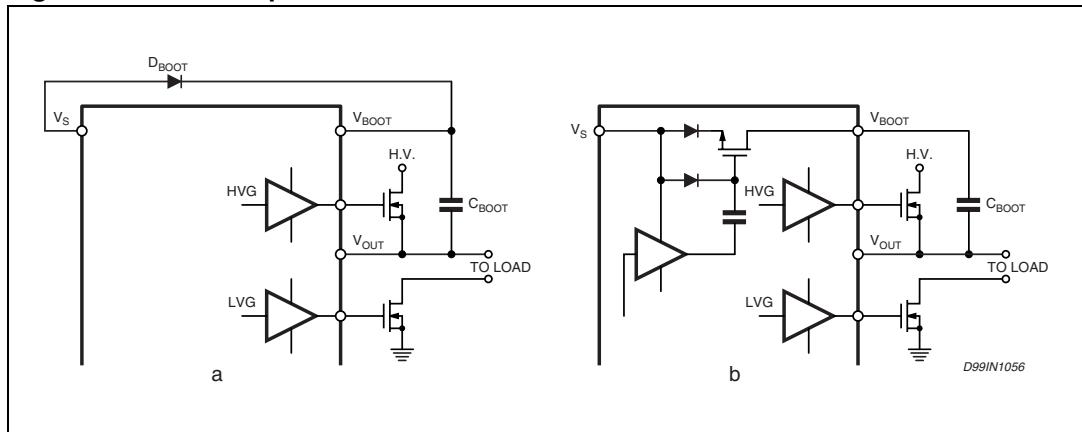 D_BOOT
V_S
V_BOOT
H.V.
HVG
C_BOOT
V_OUT
TO LOAD
LVG
a
V_S
V_BOOT
H.V.
HVG
C_BOOT
V_OUT
TO LOAD
LVG
b
D99IN1056